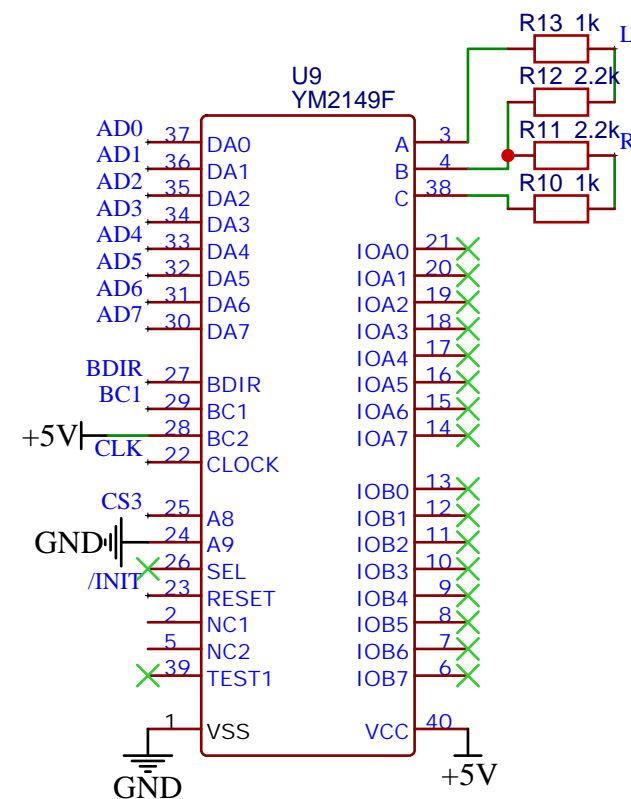 R13 1k
L
R12 2.2k
R11 2.2k
R
R10 1k
U9
YM2149F
AD0 37 DA0
AD1 36 DA1
AD2 35 DA2
AD3 34 DA3
AD4 33 DA4
AD5 32 DA5
AD6 31 DA6
AD7 30 DA7
BDIR 27 BDIR
BC1 29 BC1
+5V 28 BC2
CLK 22 CLOCK
CS3 25 A8
GND 24 A9
26 SEL
/INIT 23 RESET
2 NC1
5 NC2
39 TEST1
1 VSS
GND
A 3
B 4
C 38
IOA0 21
IOA1 20
IOA2 19
IOA3 18
IOA4 17
IOA5 16
IOA6 15
IOA7 14
IOB0 13
IOB1 12
IOB2 11
IOB3 10
IOB4 9
IOB5 8
IOB6 7
IOB7 6
VCC 40
+5V